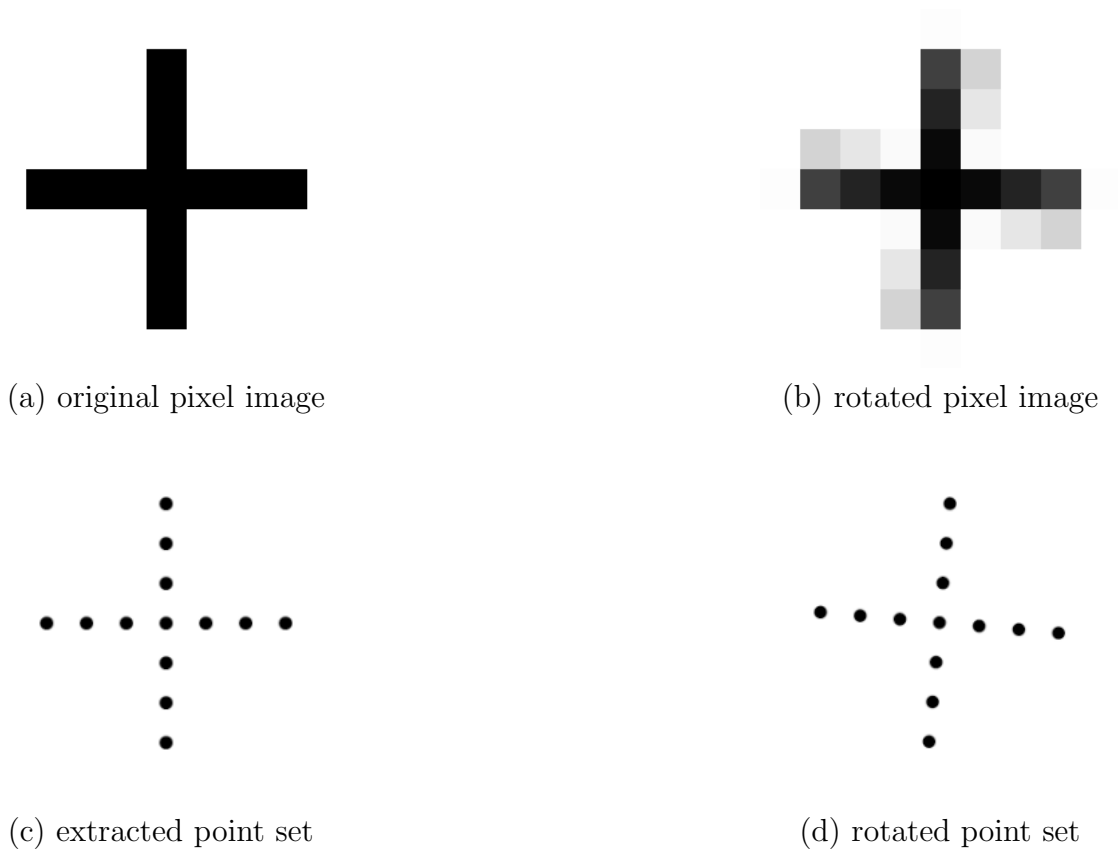 (a) original pixel image
(b) rotated pixel image
(c) extracted point set
(d) rotated point set